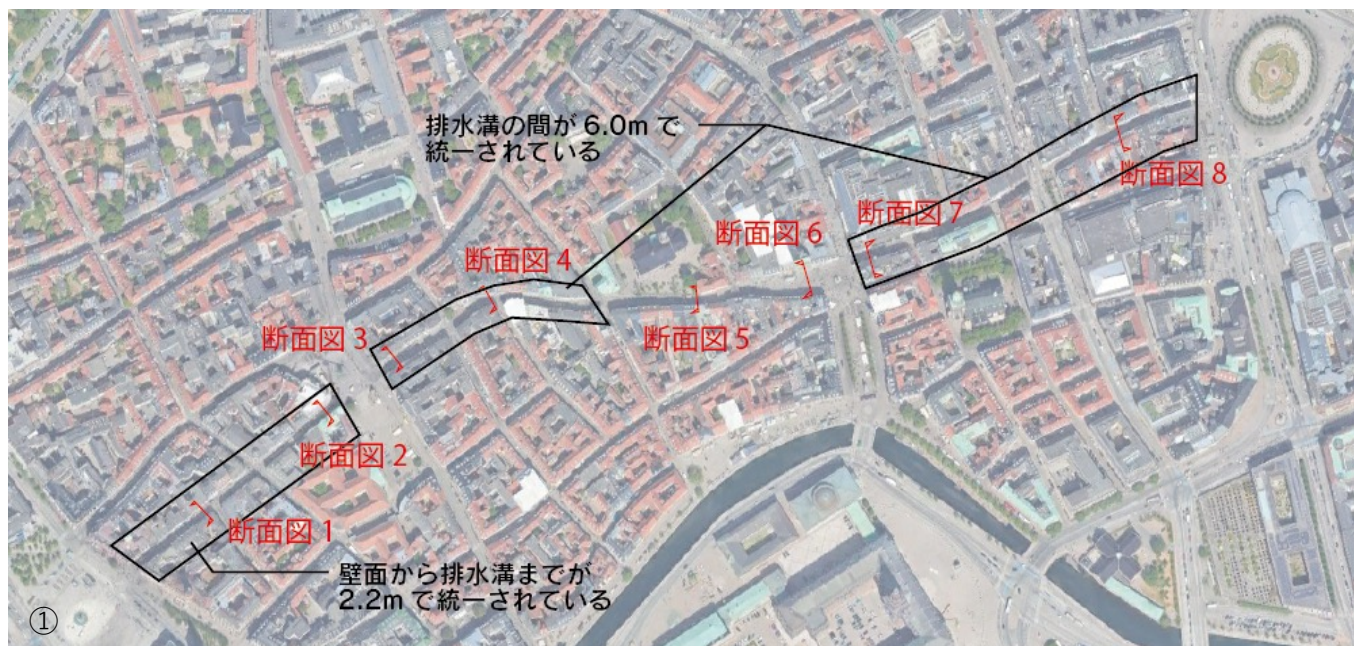 排水溝の間が 6.0m で
統一されている
断面図 8
断面図 7
断面図 6
断面図 4
断面図 5
断面図 3
断面図 2
断面図 1
壁面から排水溝までが
2.2m で統一されている
①